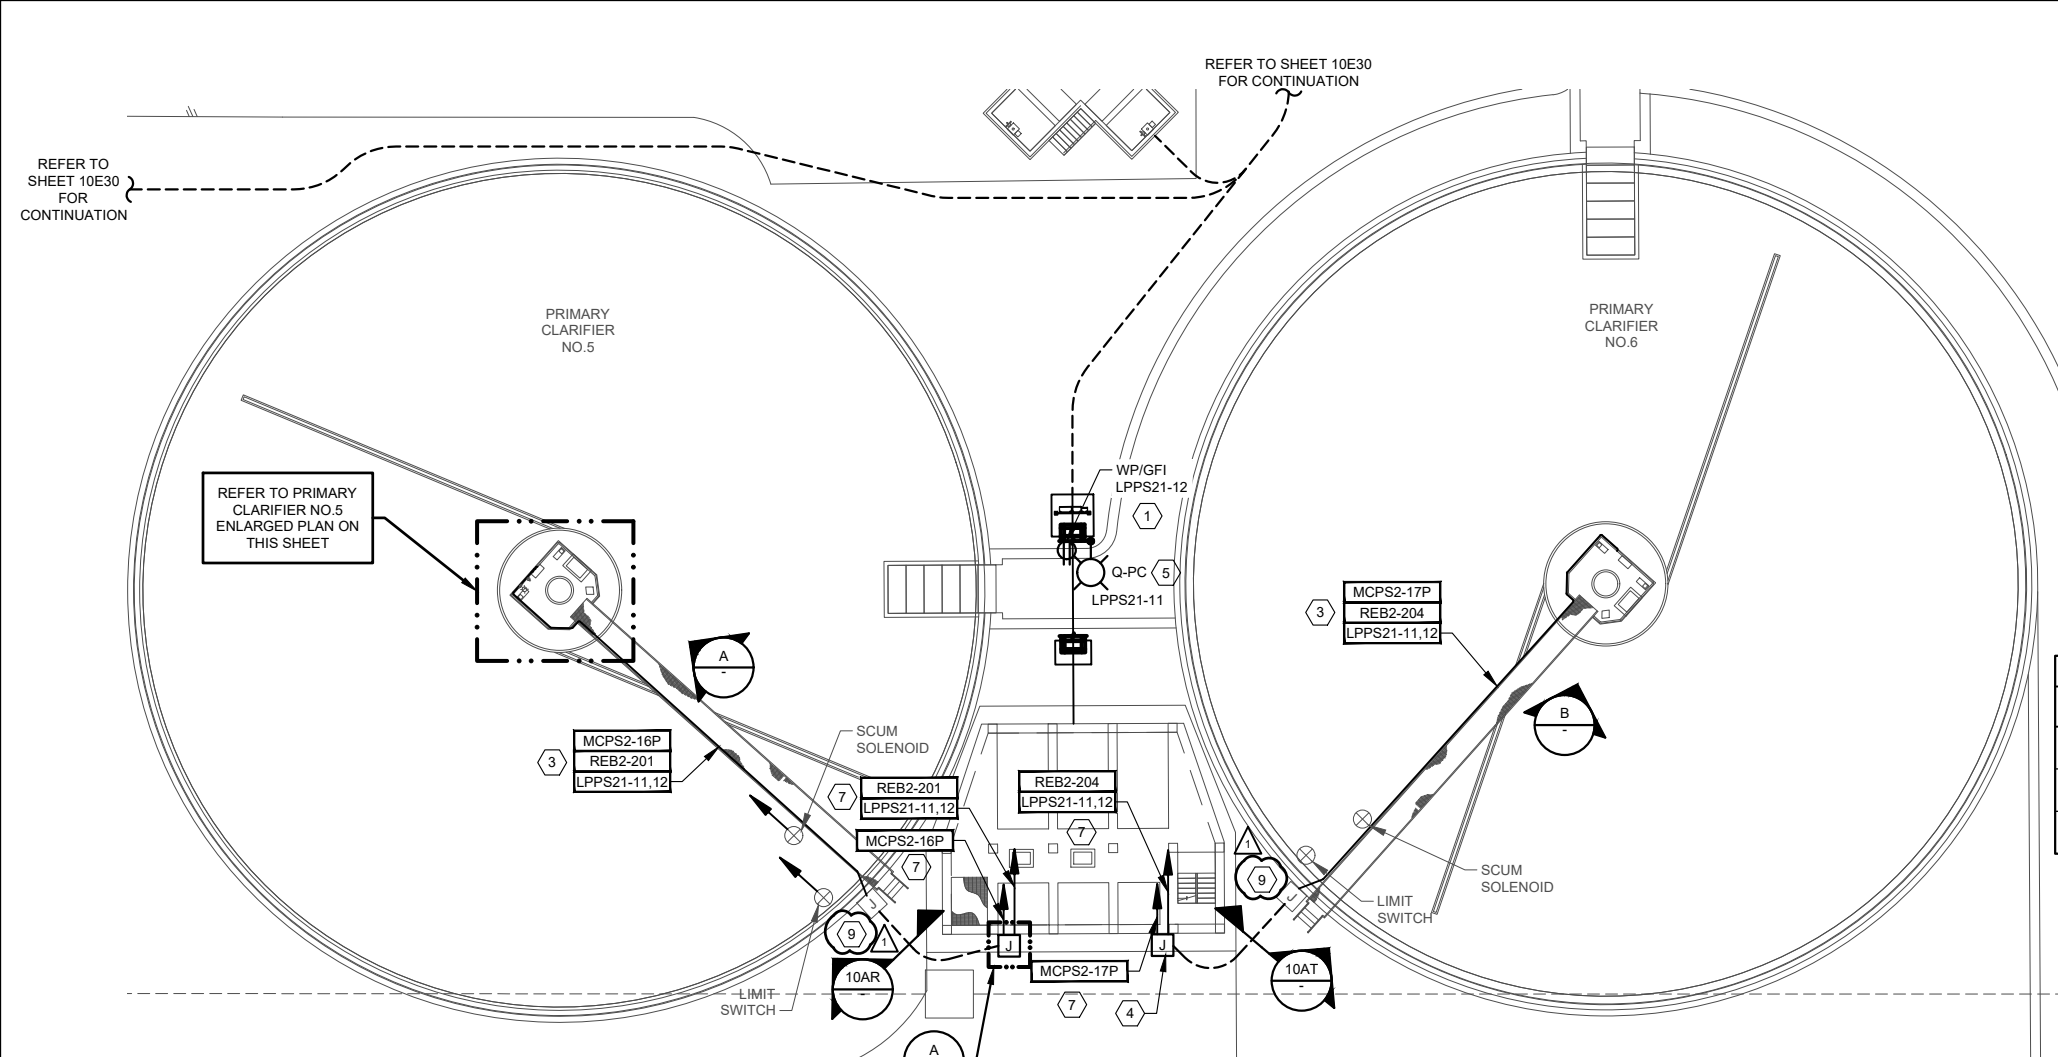 REFER TO SHEET 10E30
FOR CONTINUATION
REFER TO
SHEET 10E30
FOR
CONTINUATION
PRIMARY
CLARIFIER
NO.5
PRIMARY
CLARIFIER
NO.6
REFER TO PRIMARY
CLARIFIER NO.5
ENLARGED PLAN ON
THIS SHEET
WP/GFI
LPPS21-12
1
Q-PC
5
LPPS21-11
3
MCPS2-17P
REB2-204
LPPS21-11,12
A
-
B
-
3
MCPS2-16P
REB2-201
LPPS21-11,12
SCUM
SOLENOID
7
REB2-201
LPPS21-11,12
REB2-204
LPPS21-11,12
7
MCPS2-16P
7
1
9
SCUM
SOLENOID
LIMIT
SWITCH
J
J
9
1
J
J
10AR
-
MCPS2-17P
10AT
-
LIMIT
SWITCH
7
4
A